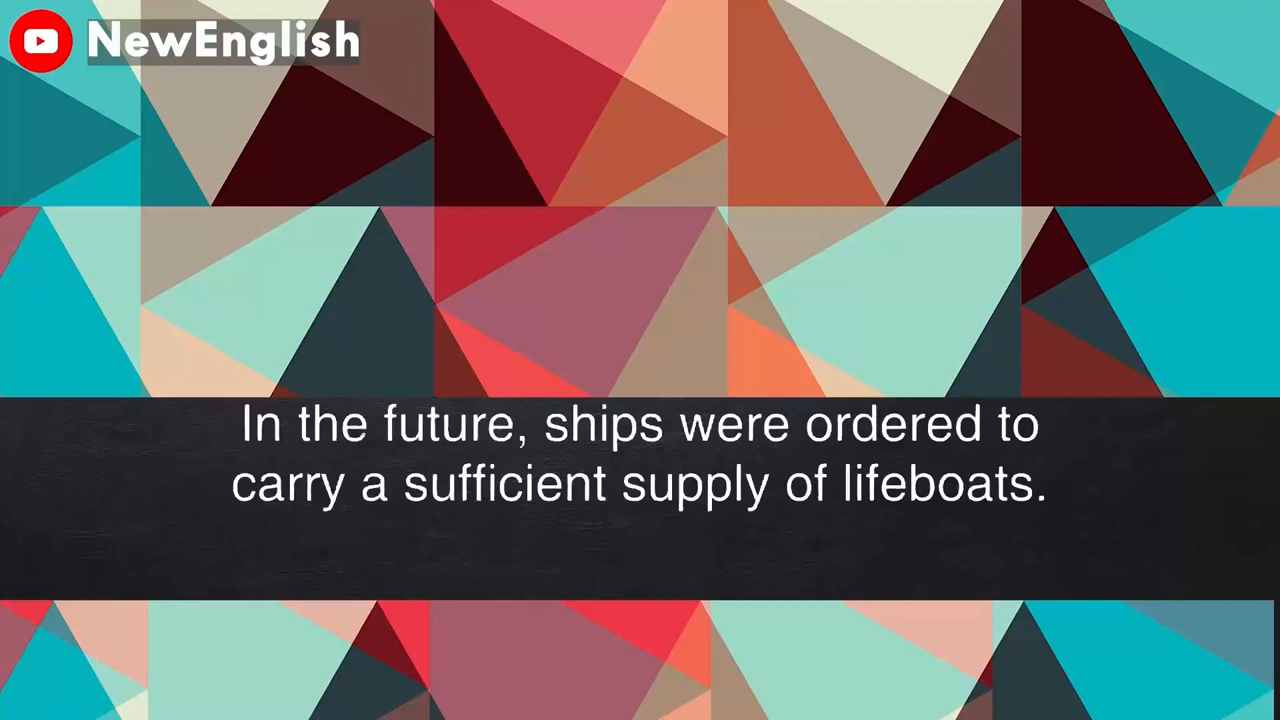 NewEnglish
In the future, ships were ordered to
carry a sufficient supply of lifeboats.